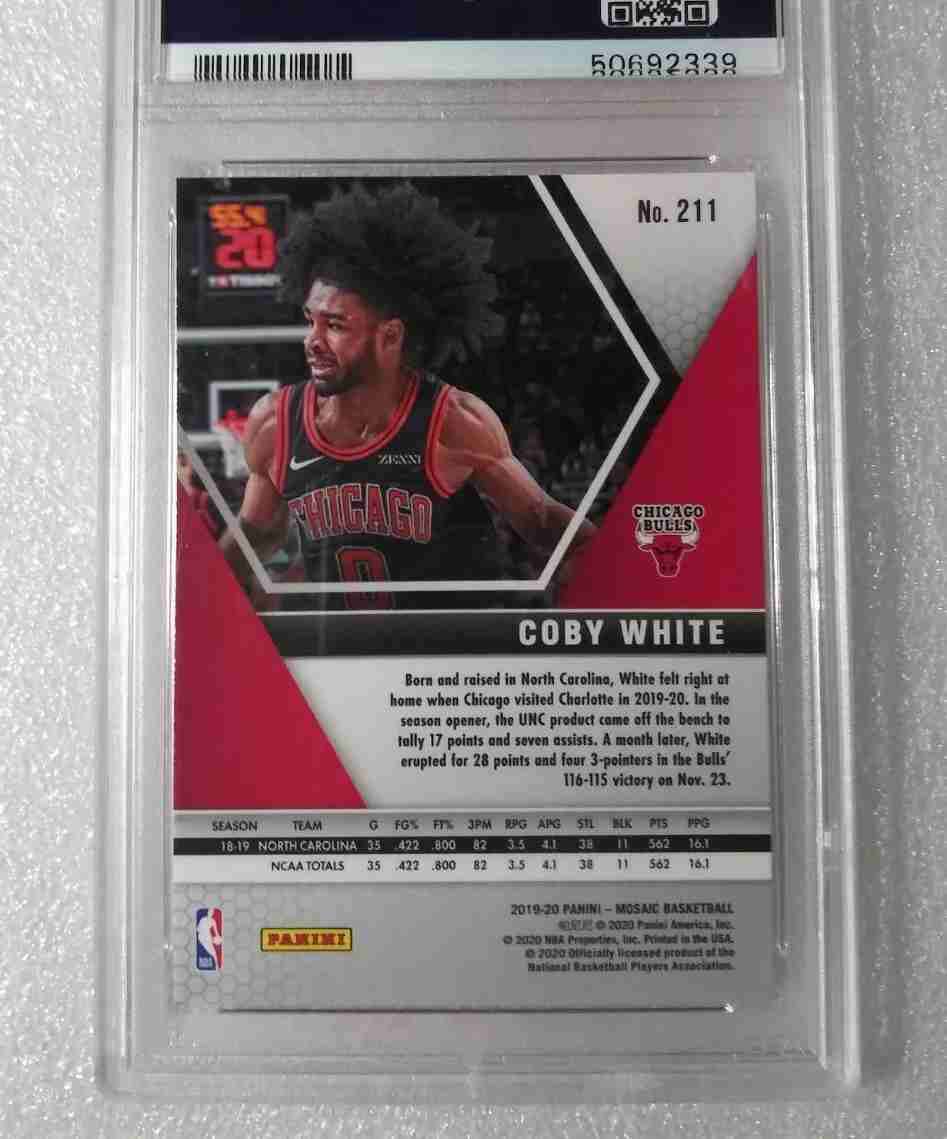 50692339
No. 211
20
ZENNI
CHICAGO
0
CHICAGO
BULLS
COBY WHITE
Born and raised in North Carolina, White felt right at
home when Chicago visited Charlotte in 2019-20. In the
season opener, the UNC product came off the bench to
tally 17 points and seven assists. A month later, White
erupted for 28 points and four 3-pointers in the Bulls'
116-115 victory on Nov. 23.
SEASON TEAM G FG% FT% 3PM RPG APG STL BLK PTS PPG
18-19 NORTH CAROLINA 35 .422 .800 82 3.5 4.1 38 11 562 16.1
NCAA TOTALS 35 .422 .800 82 3.5 4.1 38 11 562 16.1
NBA
PANINI
2019-20 PANINI – MOSAIC BASKETBALL
© 2020 Panini America, Inc.
© 2020 NBA Properties, Inc. Printed in the USA.
© 2020 Officially licensed product of the
National Basketball Players Association.